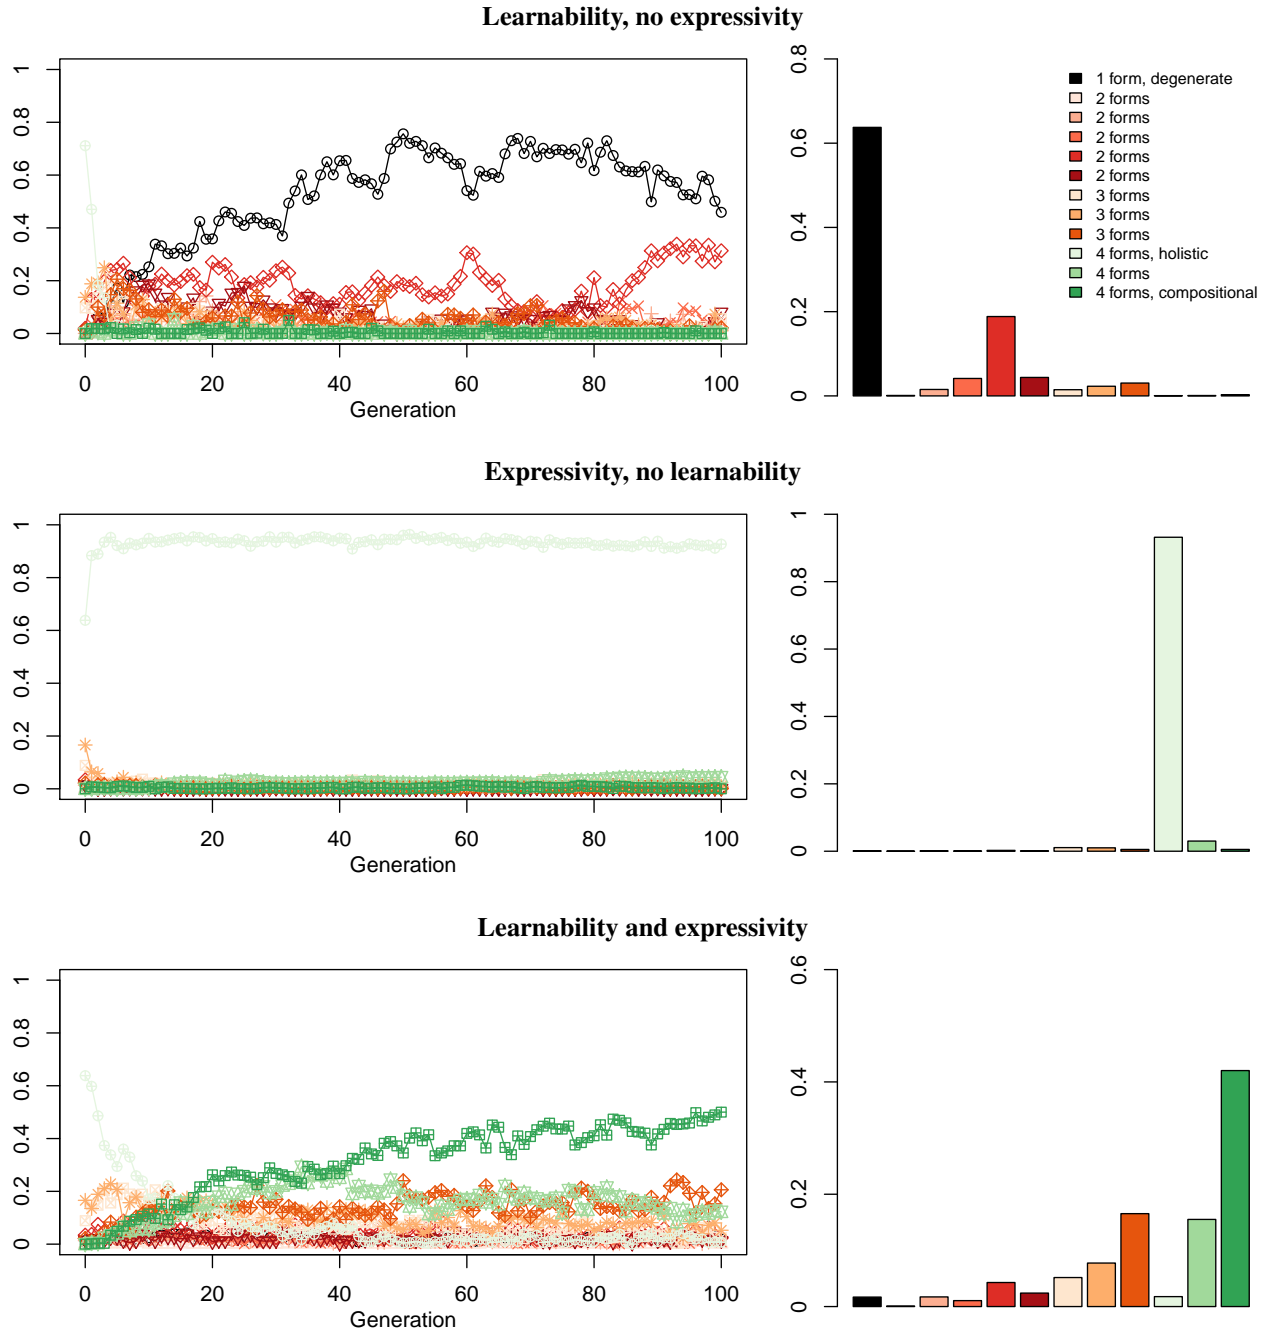 Learnability, no expressivity
0 0.2 0.4 0.6 0.8 1
0 20 40 60 80 100
Generation
0 0.2 0.4 0.6 0.8
1 form, degenerate
2 forms
2 forms
2 forms
2 forms
2 forms
3 forms
3 forms
3 forms
4 forms, holistic
4 forms
4 forms, compositional
Expressivity, no learnability
0 0.2 0.4 0.6 0.8 1
0 20 40 60 80 100
Generation
0 0.2 0.4 0.6 0.8 1
Learnability and expressivity
0 0.2 0.4 0.6 0.8 1
0 20 40 60 80 100
Generation
0 0.2 0.4 0.6